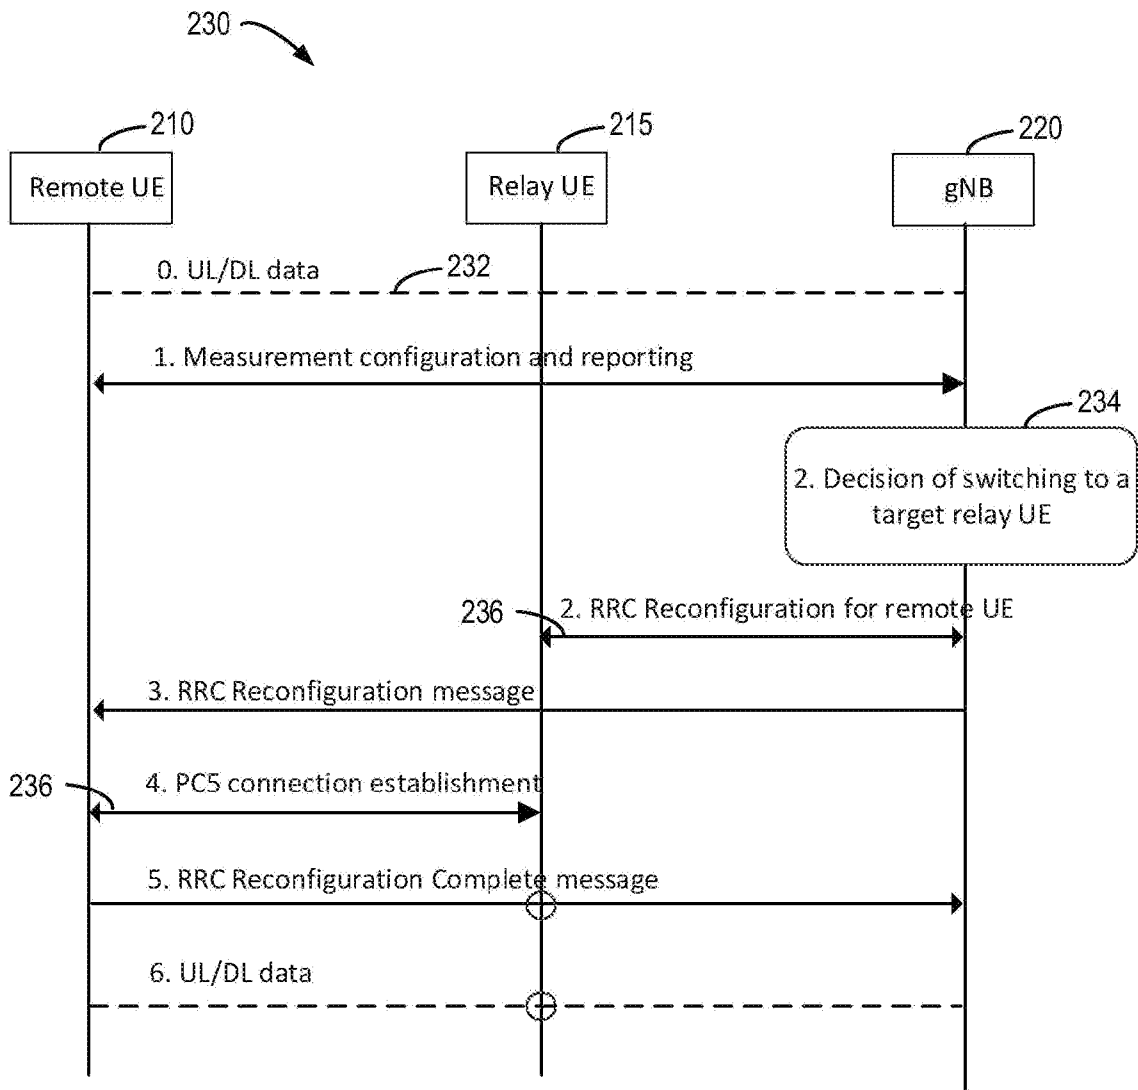 230
210
215
220
Remote UE
Relay UE
gNB
0. UL/DL data
232
1. Measurement configuration and reporting
234
2. Decision of switching to a
target relay UE
236
2. RRC Reconfiguration for remote UE
3. RRC Reconfiguration message
236
4. PC5 connection establishment
5. RRC Reconfiguration Complete message
6. UL/DL data